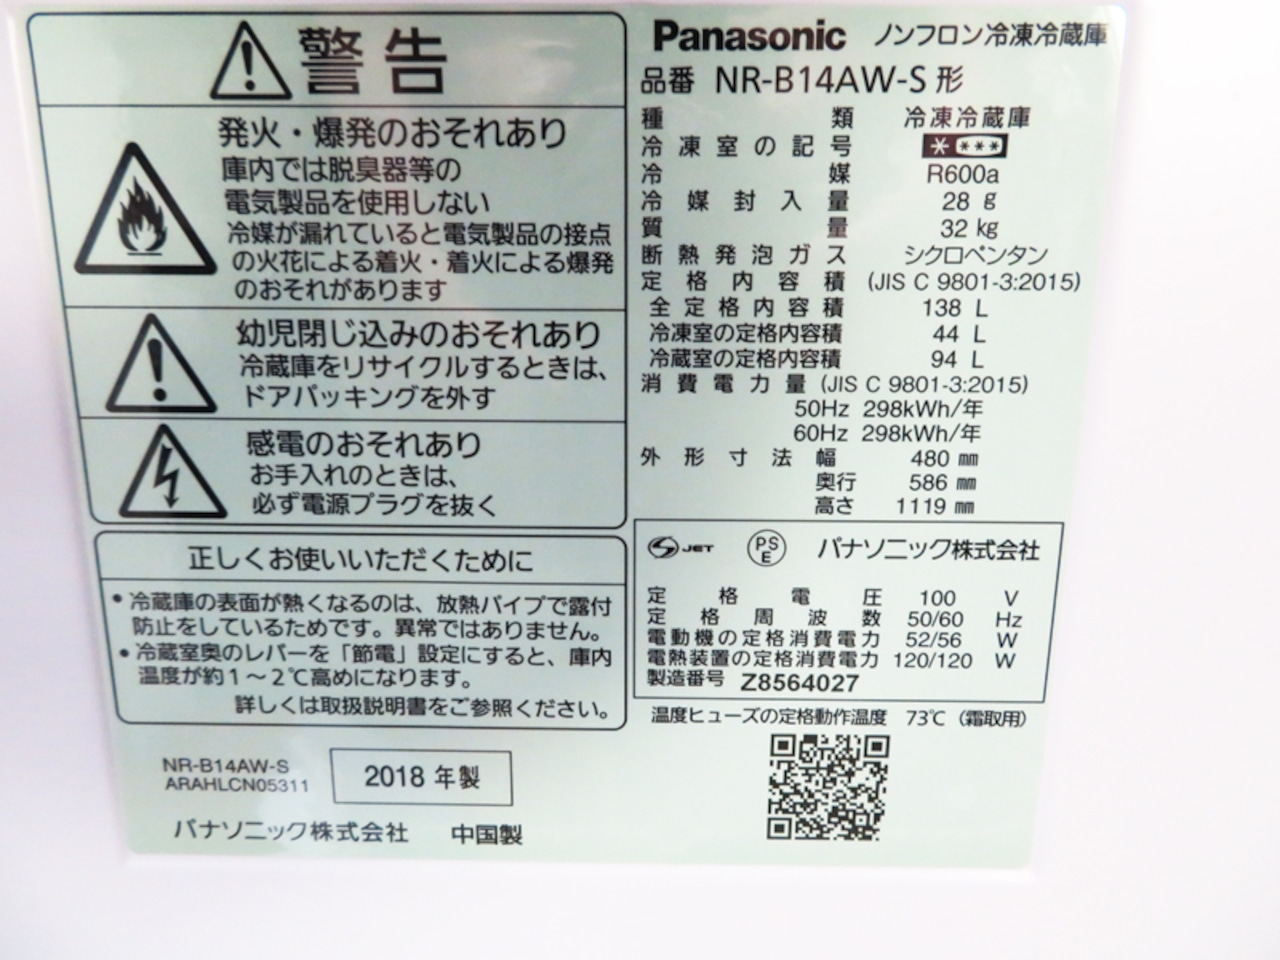 警告
発火・爆発のおそれあり
庫内では脱臭器等の
電気製品を使用しない
冷媒が漏れていると電気製品の接点
の火花による着火・着火による爆発
のおそれがあります
幼児閉じ込みのおそれあり
冷蔵庫をリサイクルするときは、
ドアパッキングを外す
感電のおそれあり
お手入れのときは、
必ず電源プラグを抜く
正しくお使いいただくために
•冷蔵庫の表面が熱くなるのは、放熱パイプで露付
防止をしているためです。異常ではありません。
•冷蔵室奥のレバーを「節電」設定にすると、庫内
温度が約1～2℃高めになります。
詳しくは取扱説明書をご参照ください。
NR-B14AW-S
ARAHLCN05311
2018 年製
パナソニック株式会社 中国製
Panasonic ノンフロン冷凍冷蔵庫
品番 NR-B14AW-S 形
種類 冷凍冷蔵庫
冷凍室の記号 * ***
冷媒 R600a
冷媒封入量 28 g
質量 32 kg
断熱発泡ガス シクロペンタン
定格内容積 (JIS C 9801-3:2015)
全定格内容積 138 L
冷凍室の定格内容積 44 L
冷蔵室の定格内容積 94 L
消費電力量 (JIS C 9801-3:2015)
50Hz 298kWh/年
60Hz 298kWh/年
外形寸法 幅 480 ㎜
奥行 586 ㎜
高さ 1119 ㎜
S JET PS E パナソニック株式会社
定格電圧 100 V
定格周波数 50/60 Hz
電動機の定格消費電力 52/56 W
電熱装置の定格消費電力 120/120 W
製造番号 Z8564027
温度ヒューズの定格動作温度 73℃ (霜取用)